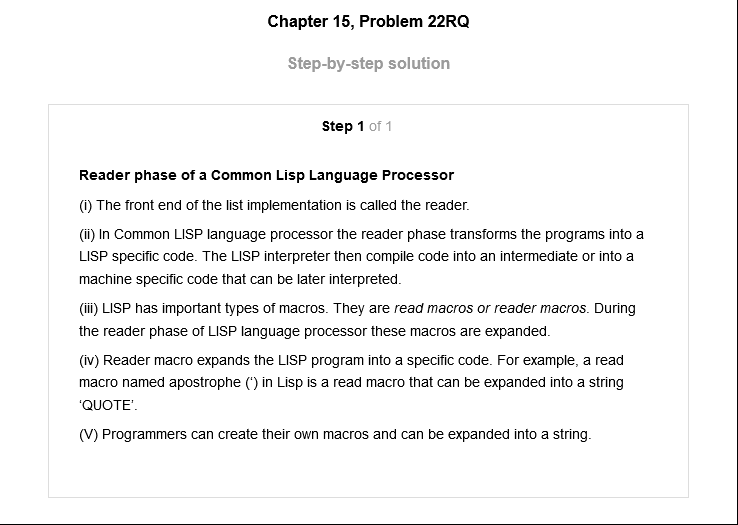 Chapter 15, Problem 22RQ
Step-by-step solution
Step 1 of 1
Reader phase of a Common Lisp Language Processor
(i) The front end of the list implementation is called the reader.
(ii) In Common LISP language processor the reader phase transforms the programs into a
LISP specific code. The LISP interpreter then compile code into an intermediate or into a
machine specific code that can be later interpreted.
(iii) LISP has important types of macros. They are read macros or reader macros. During
the reader phase of LISP language processor these macros are expanded.
(iv) Reader macro expands the LISP program into a specific code. For example, a read
macro named apostrophe (') in Lisp is a read macro that can be expanded into a string
‘QUOTE’.
(V) Programmers can create their own macros and can be expanded into a string.